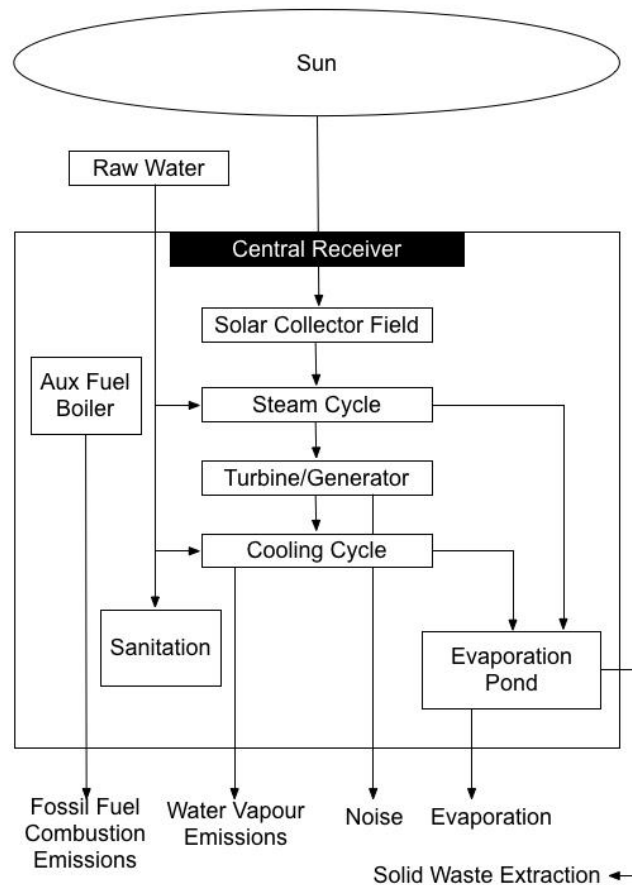 Sun
Raw Water
Central Receiver
Solar Collector Field
Aux Fuel
Boiler
Steam Cycle
Turbine/Generator
Cooling Cycle
Sanitation
Evaporation
Pond
Fossil Fuel
Combustion
Emissions
Water Vapour
Emissions
Noise
Evaporation
Solid Waste Extraction